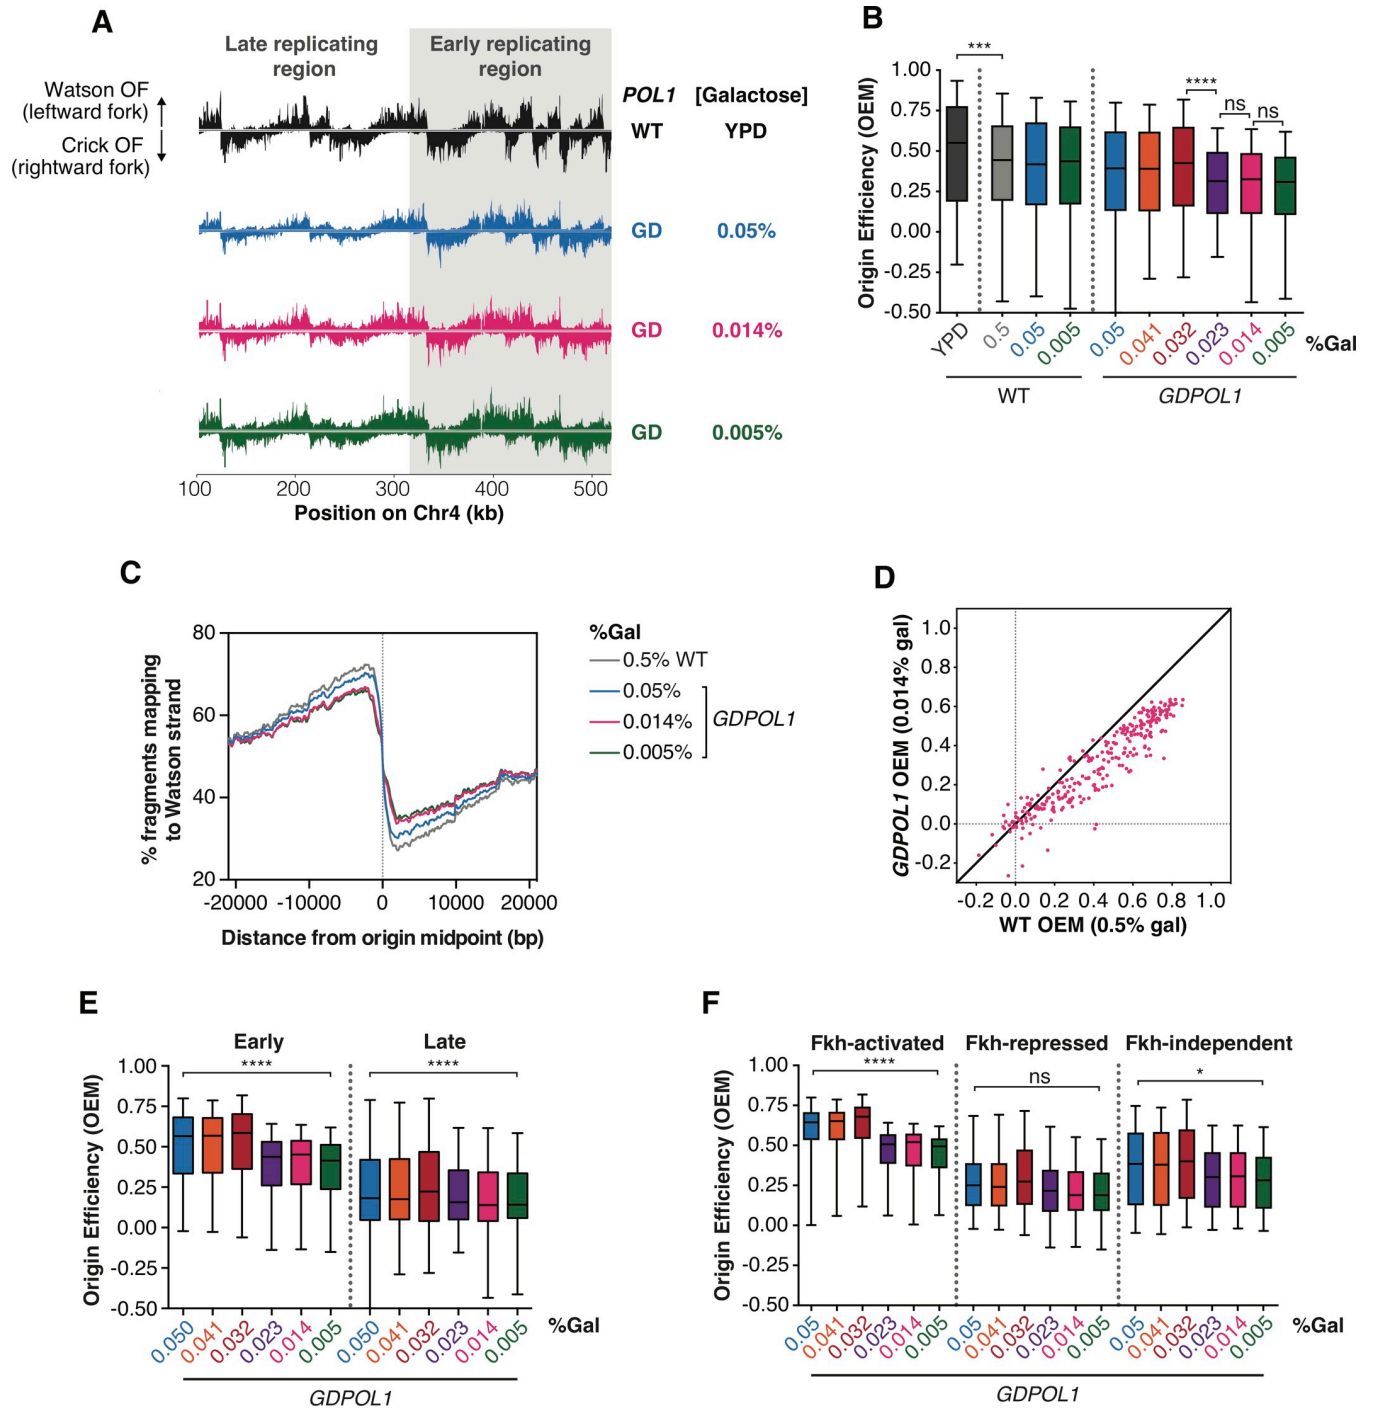 A
Late replicating
region
Early replicating
region
Watson OF
(leftward fork)
Crick OF
(rightward fork)
POL1 [Galactose]
WT YPD
GD 0.05%
GD 0.014%
GD 0.005%
100 200 300 400 500
Position on Chr4 (kb)
B
Origin Efficiency (OEM)
1.00
0.75
0.50
0.25
0.00
-0.25
-0.50
***
****
ns
ns
YPD 0.5 0.05 0.005 0.05 0.041 0.032 0.023 0.014 0.005 %Gal
WT GDPOL1
C
% fragments mapping
to Watson strand
80
60
40
20
-20000 -10000 0 10000 20000
Distance from origin midpoint (bp)
%Gal
0.5% WT
0.05%
0.014%
0.005%
GDPOL1
D
GDPOL1 OEM (0.014% gal)
1.0
0.8
0.6
0.4
0.2
0.0
-0.2
-0.2 0.0 0.2 0.4 0.6 0.8 1.0
WT OEM (0.5% gal)
E
Early Late
**** ****
Origin Efficiency (OEM)
1.00
0.75
0.50
0.25
0.00
-0.25
-0.50
0.050 0.041 0.032 0.023 0.014 0.005 0.050 0.041 0.032 0.023 0.014 0.005 %Gal
GDPOL1
F
Fkh-activated Fkh-repressed Fkh-independent
**** ns *
Origin Efficiency (OEM)
1.00
0.75
0.50
0.25
0.00
-0.25
-0.50
0.05 0.041 0.032 0.023 0.014 0.005 0.05 0.041 0.032 0.023 0.014 0.005 0.05 0.041 0.032 0.023 0.014 0.005 %Gal
GDPOL1